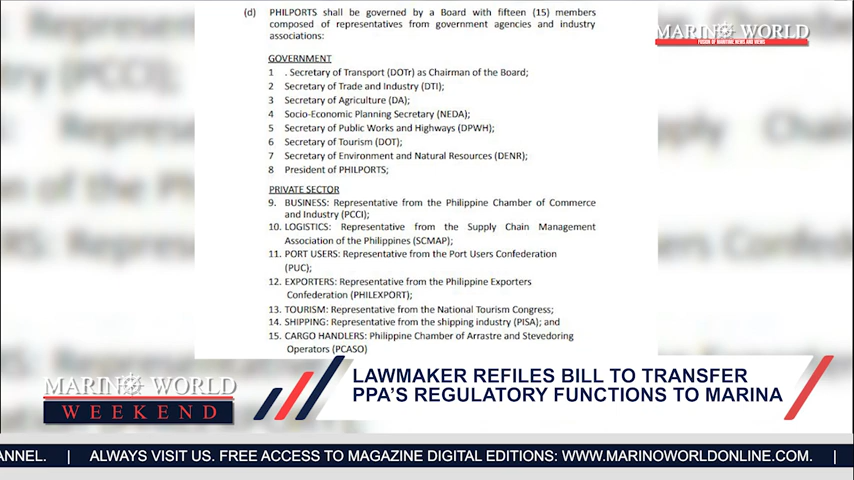 (d) PHILPORTS shall be governed by a Board with fifteen (15) members
composed of representatives from government agencies and industry
associations:
GOVERNMENT
1 . Secretary of Transport (DOTr) as Chairman of the Board;
2 Secretary of Trade and Industry (DTI);
3 Secretary of Agriculture (DA);
4 Socio-Economic Planning Secretary (NEDA);
5 Secretary of Public Works and Highways (DPWH);
6 Secretary of Tourism (DOT);
7 Secretary of Environment and Natural Resources (DENR);
8 President of PHILPORTS;
PRIVATE SECTOR
9. BUSINESS: Representative from the Philippine Chamber of Commerce
and Industry (PCCI);
10. LOGISTICS: Representative from the Supply Chain Management
Association of the Philippines (SCMAP);
11. PORT USERS: Representative from the Port Users Confederation
(PUC);
12. EXPORTERS: Representative from the Philippine Exporters
Confederation (PHILEXPORT);
13. TOURISM: Representative from the National Tourism Congress;
14. SHIPPING: Representative from the shipping industry (PISA); and
15. CARGO HANDLERS: Philippine Chamber of Arrastre and Stevedoring
Operators (PCASO)
MARINO WORLD
FUSION OF MARITIME NEWS AND VIEWS
MARINO WORLD
WEEKEND
LAWMAKER REFILES BILL TO TRANSFER
PPA'S REGULATORY FUNCTIONS TO MARINA
ANNEL. | ALWAYS VISIT US. FREE ACCESS TO MAGAZINE DIGITAL EDITIONS: WWW.MARINOWORLDONLINE.COM. |